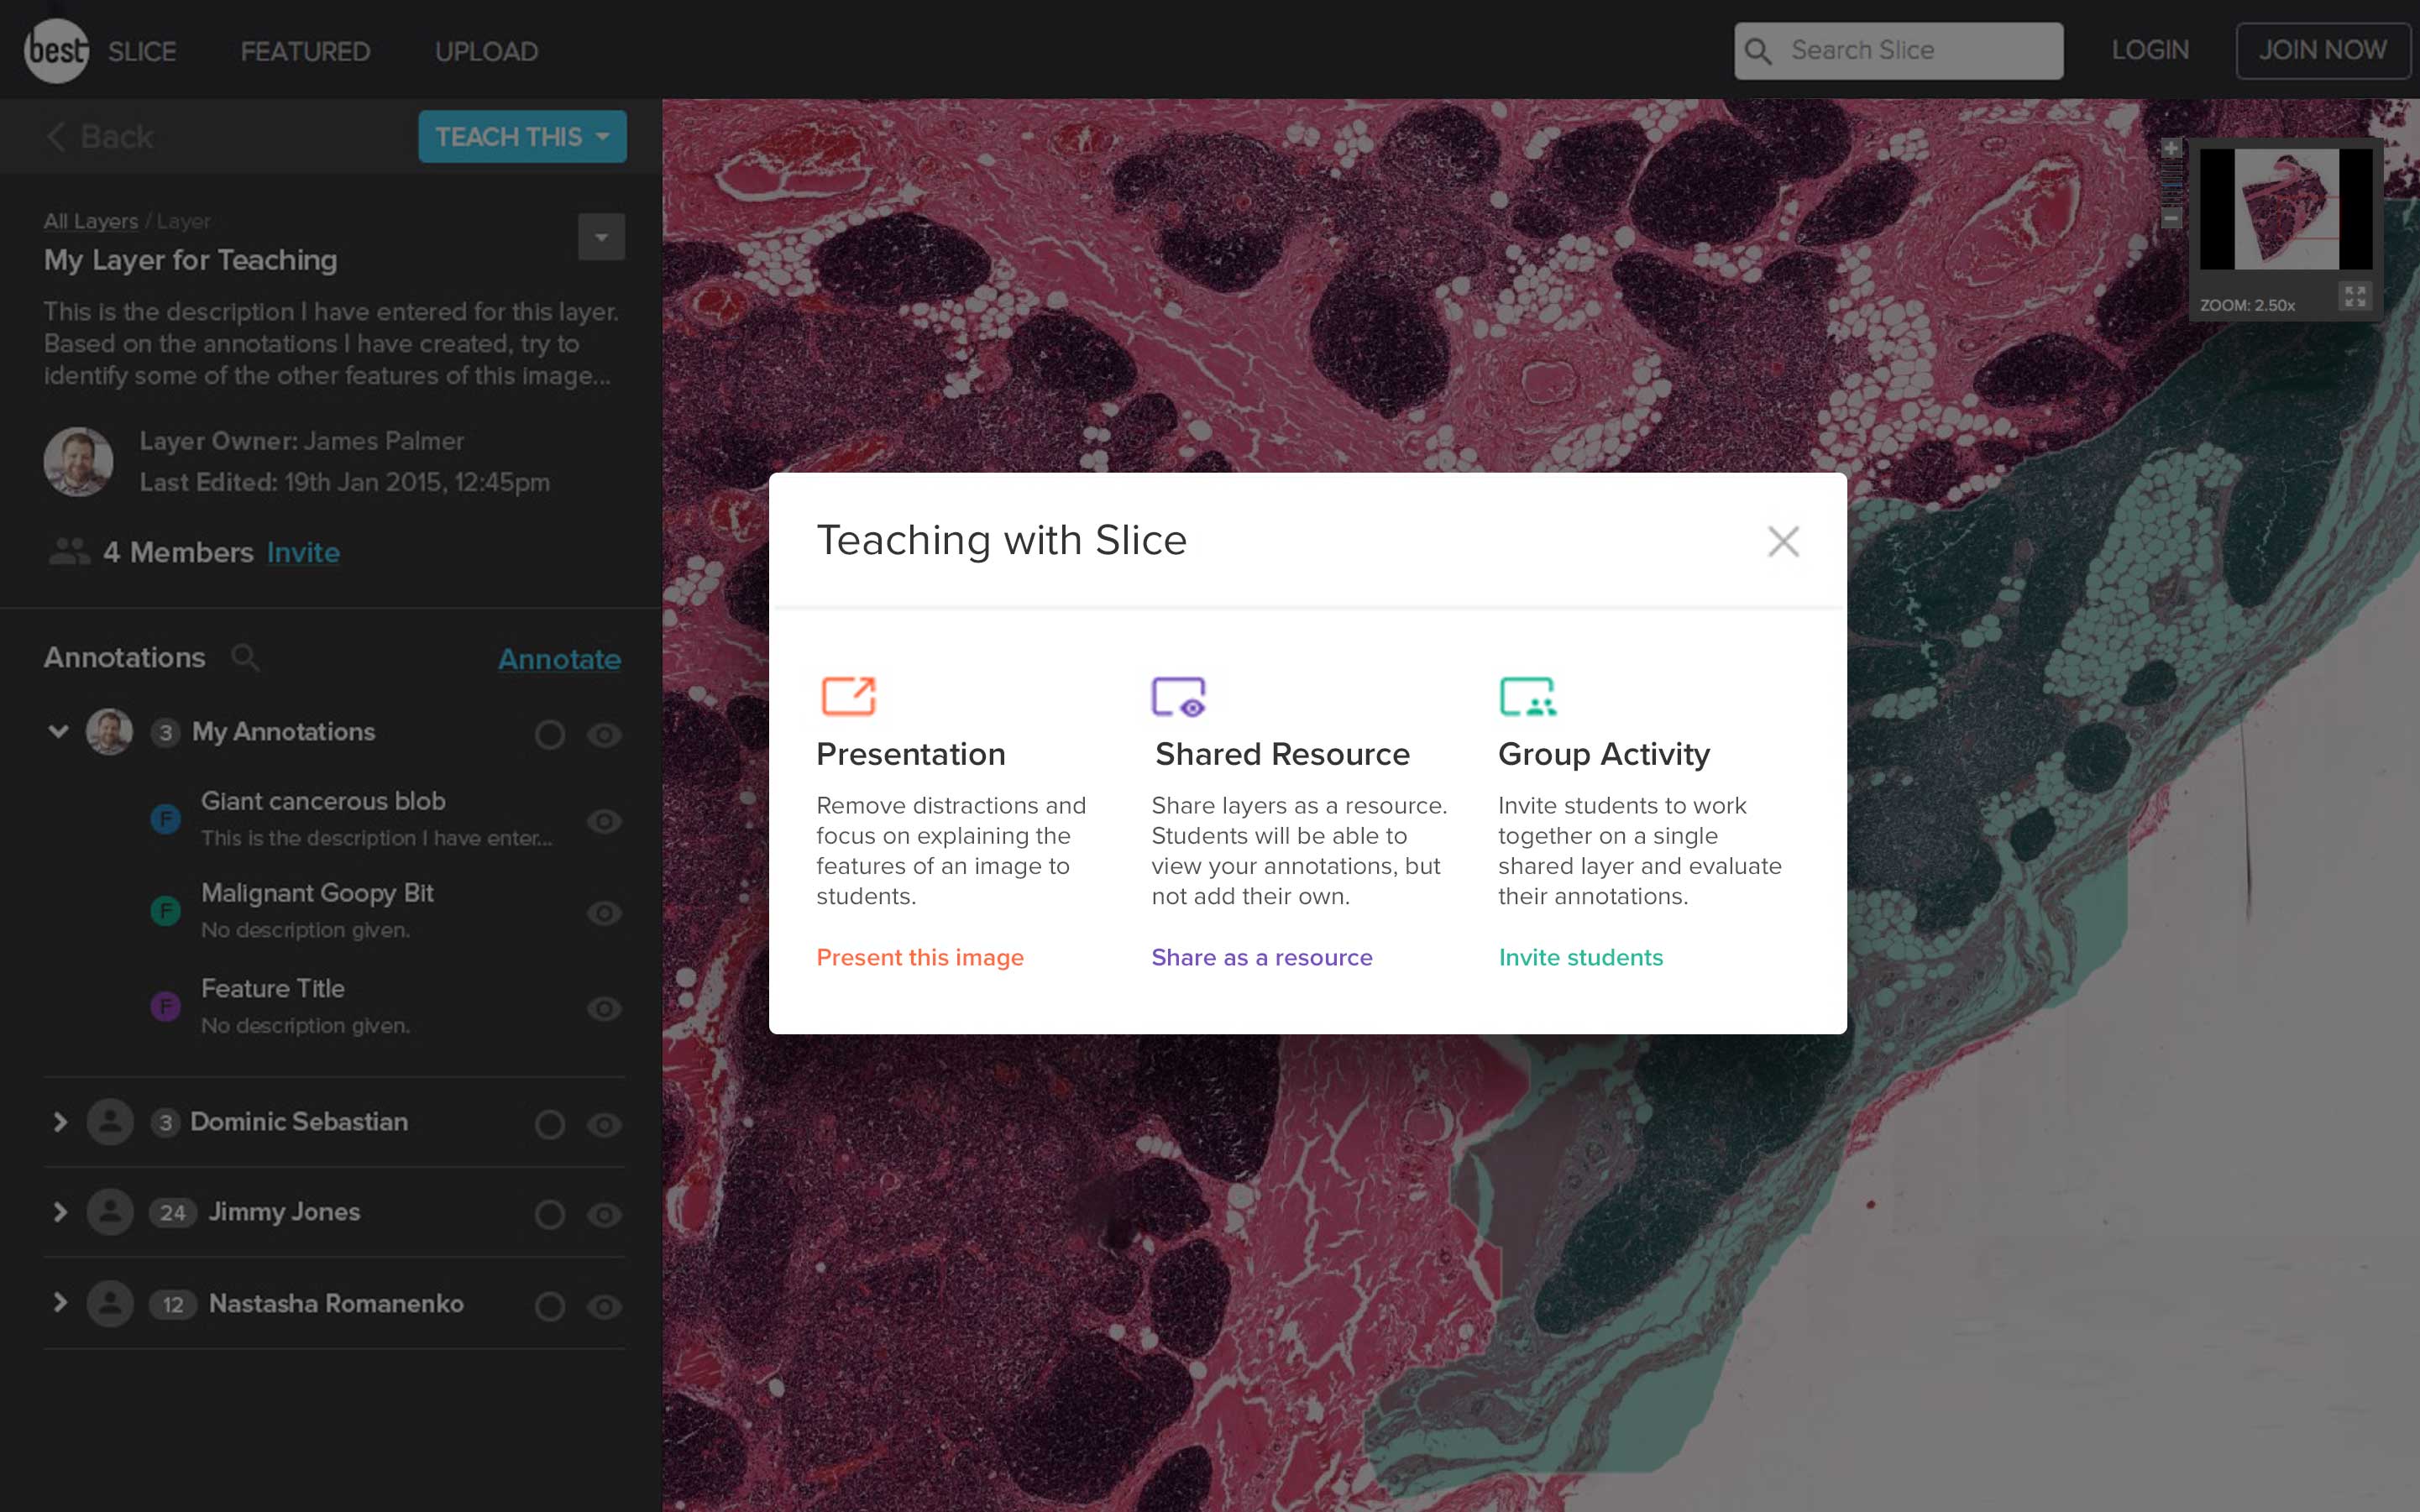 best SLICE FEATURED UPLOAD Search Slice LOGIN JOIN NOW
Back TEACH THIS
All Layers / Layer
My Layer for Teaching
This is the description I have entered for this layer.
Based on the annotations I have created, try to
identify some of the other features of this image...
Layer Owner: James Palmer
Last Edited: 19th Jan 2015, 12:45pm
4 Members Invite
Annotations Annotate
3 My Annotations
F Giant cancerous blob
This is the description I have enter...
F Malignant Goopy Bit
No description given.
F Feature Title
No description given.
3 Dominic Sebastian
24 Jimmy Jones
12 Nastasha Romanenko
ZOOM: 2.50x
Teaching with Slice
Presentation
Remove distractions and
focus on explaining the
features of an image to
students.
Present this image
Shared Resource
Share layers as a resource.
Students will be able to
view your annotations, but
not add their own.
Share as a resource
Group Activity
Invite students to work
together on a single
shared layer and evaluate
their annotations.
Invite students